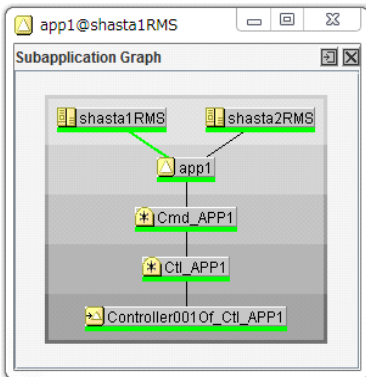 app1@shasta1RMS
Subapplication Graph
shasta1RMS shasta2RMS
app1
Cmd_APP1
Ctl_APP1
Controller001Of_Ctl_APP1